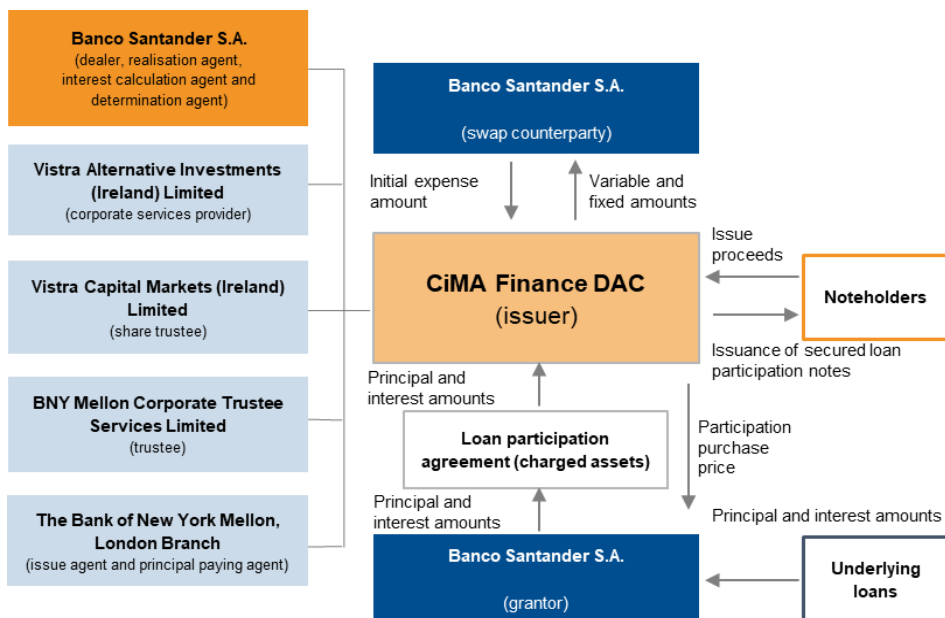 Banco Santander S.A.
(dealer, realisation agent,
interest calculation agent and
determination agent)
Vistra Alternative Investments
(Ireland) Limited
(corporate services provider)
Vistra Capital Markets (Ireland)
Limited
(share trustee)
BNY Mellon Corporate Trustee
Services Limited
(trustee)
The Bank of New York Mellon,
London Branch
(issue agent and principal paying agent)
Banco Santander S.A.
(swap counterparty)
Initial expense
amount
Variable and
fixed amounts
CiMA Finance DAC
(issuer)
Issue
proceeds
Noteholders
Issuance of secured loan
participation notes
Principal and
interest amounts
Loan participation
agreement (charged assets)
Participation
purchase
price
Principal and
interest amounts
Principal and interest amounts
Banco Santander S.A.
(grantor)
Underlying
loans